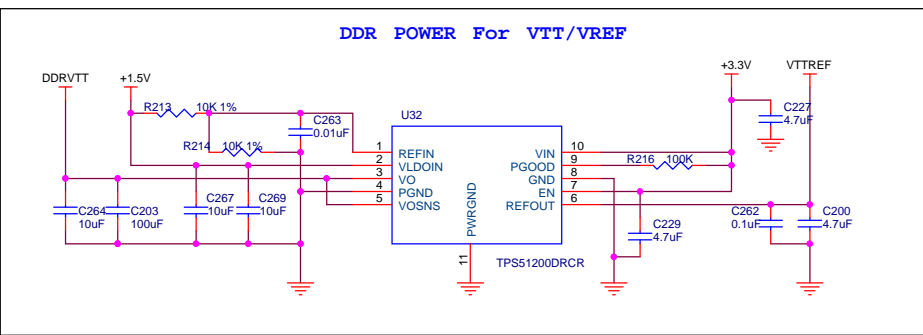 DDR POWER For VTT/VREF
DDRVTT
+1.5V
+3.3V
VTTREF
R213 10K 1%
C263
0.01uF
U32
C227
4.7uF
R214 10K 1%
1 REFIN
2 VLDOIN
3 VO
4 PGND
5 VOSNS
VIN 10
PGOOD 9
GND 8
EN 7
REFOUT 6
R216 100K
PWRGND
11
C264
10uF
C203
100uF
C267
10uF
C269
10uF
C229
4.7uF
C262
0.1uF
C200
4.7uF
TPS51200DRCR